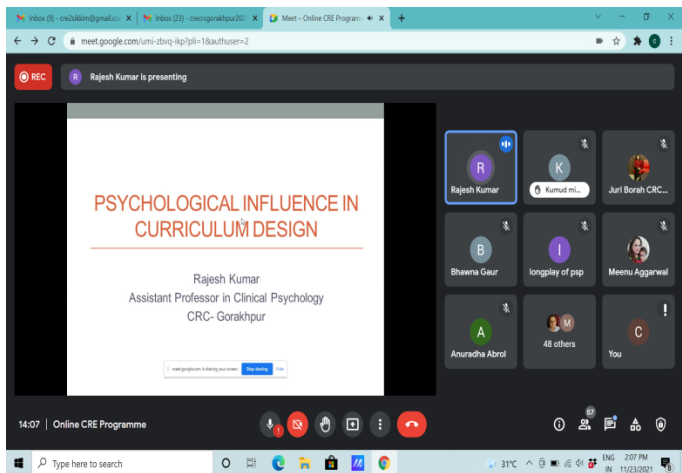 Inbox (9) - cre2sikkim@gmail.co
Inbox (23) - crecrcgorakhpur202
Meet – Online CRE Program
meet.google.com/umi-zbvq-ikp?pli=1&authuser=2
REC
R
Rajesh Kumar is presenting
PSYCHOLOGICAL INFLUENCE IN
CURRICULUM DESIGN
Rajesh Kumar
Assistant Professor in Clinical Psychology
CRC- Gorakhpur
meet.google.com is sharing your screen. Stop sharing Hide
R
Rajesh Kumar
K
Kumud mi...
Juri Borah CRC...
B
Bhawna Gaur
I
longplay of psp
Meenu Aggarwal
A
Anuradha Abrol
M
48 others
C
You
14:07 | Online CRE Programme
57
Type here to search
31°C
ENG
IN
2:07 PM
11/23/2021